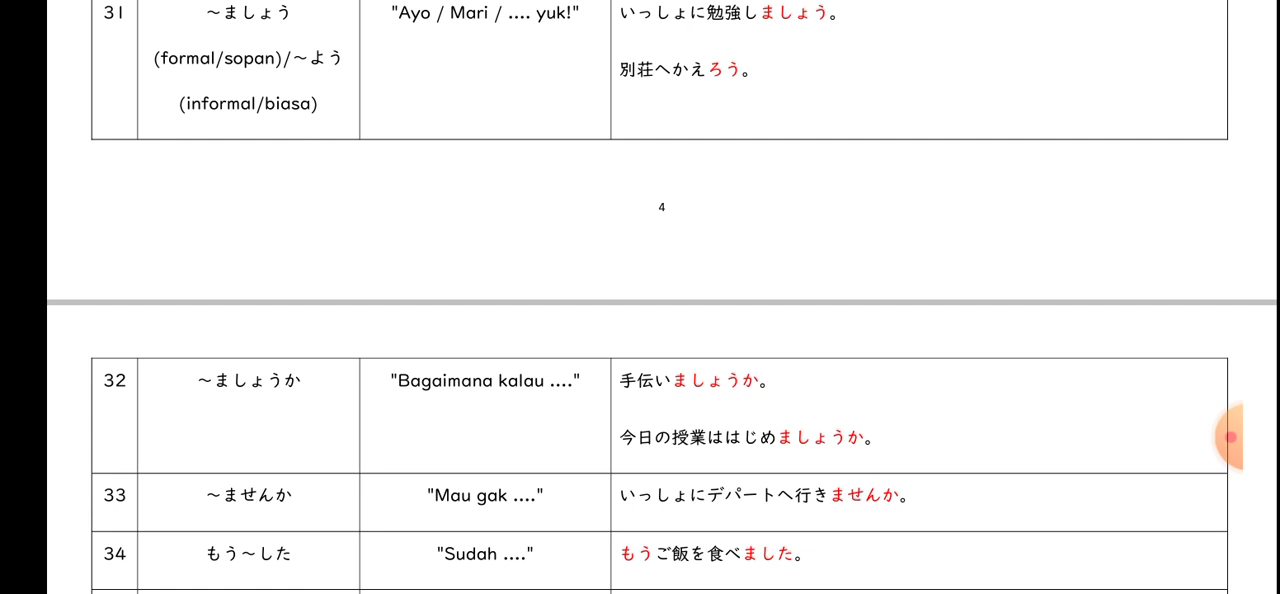 31
～ましょう
(formal/sopan)/～よう
(informal/biasa)
"Ayo / Mari / .... yuk!"
いっしょに勉強しましょう。
別荘へかえろう。
4
32
～ましょうか
"Bagaimana kalau ...."
手伝いましょうか。
今日の授業ははじめましょうか。
33
～ませんか
"Mau gak ...."
いっしょにデパートへ行きませんか。
34
もう～した
"Sudah ...."
もうご飯を食べました。